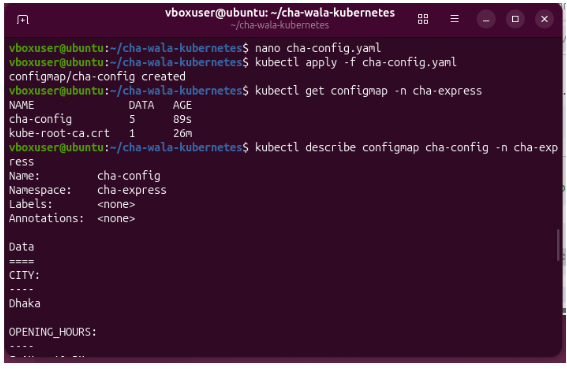 vboxuser@ubuntu: ~/cha-wala-kubernetes
~/cha-wala-kubernetes
vboxuser@ubuntu:~/cha-wala-kubernetes$ nano cha-config.yaml
vboxuser@ubuntu:~/cha-wala-kubernetes$ kubectl apply -f cha-config.yaml
configmap/cha-config created
vboxuser@ubuntu:~/cha-wala-kubernetes$ kubectl get configmap -n cha-express
NAME DATA AGE
cha-config 5 89s
kube-root-ca.crt 1 26m
vboxuser@ubuntu:~/cha-wala-kubernetes$ kubectl describe configmap cha-config -n cha-exp
ress
Name: cha-config
Namespace: cha-express
Labels: <none>
Annotations: <none>
Data
====
CITY:
----
Dhaka
OPENING_HOURS:
----